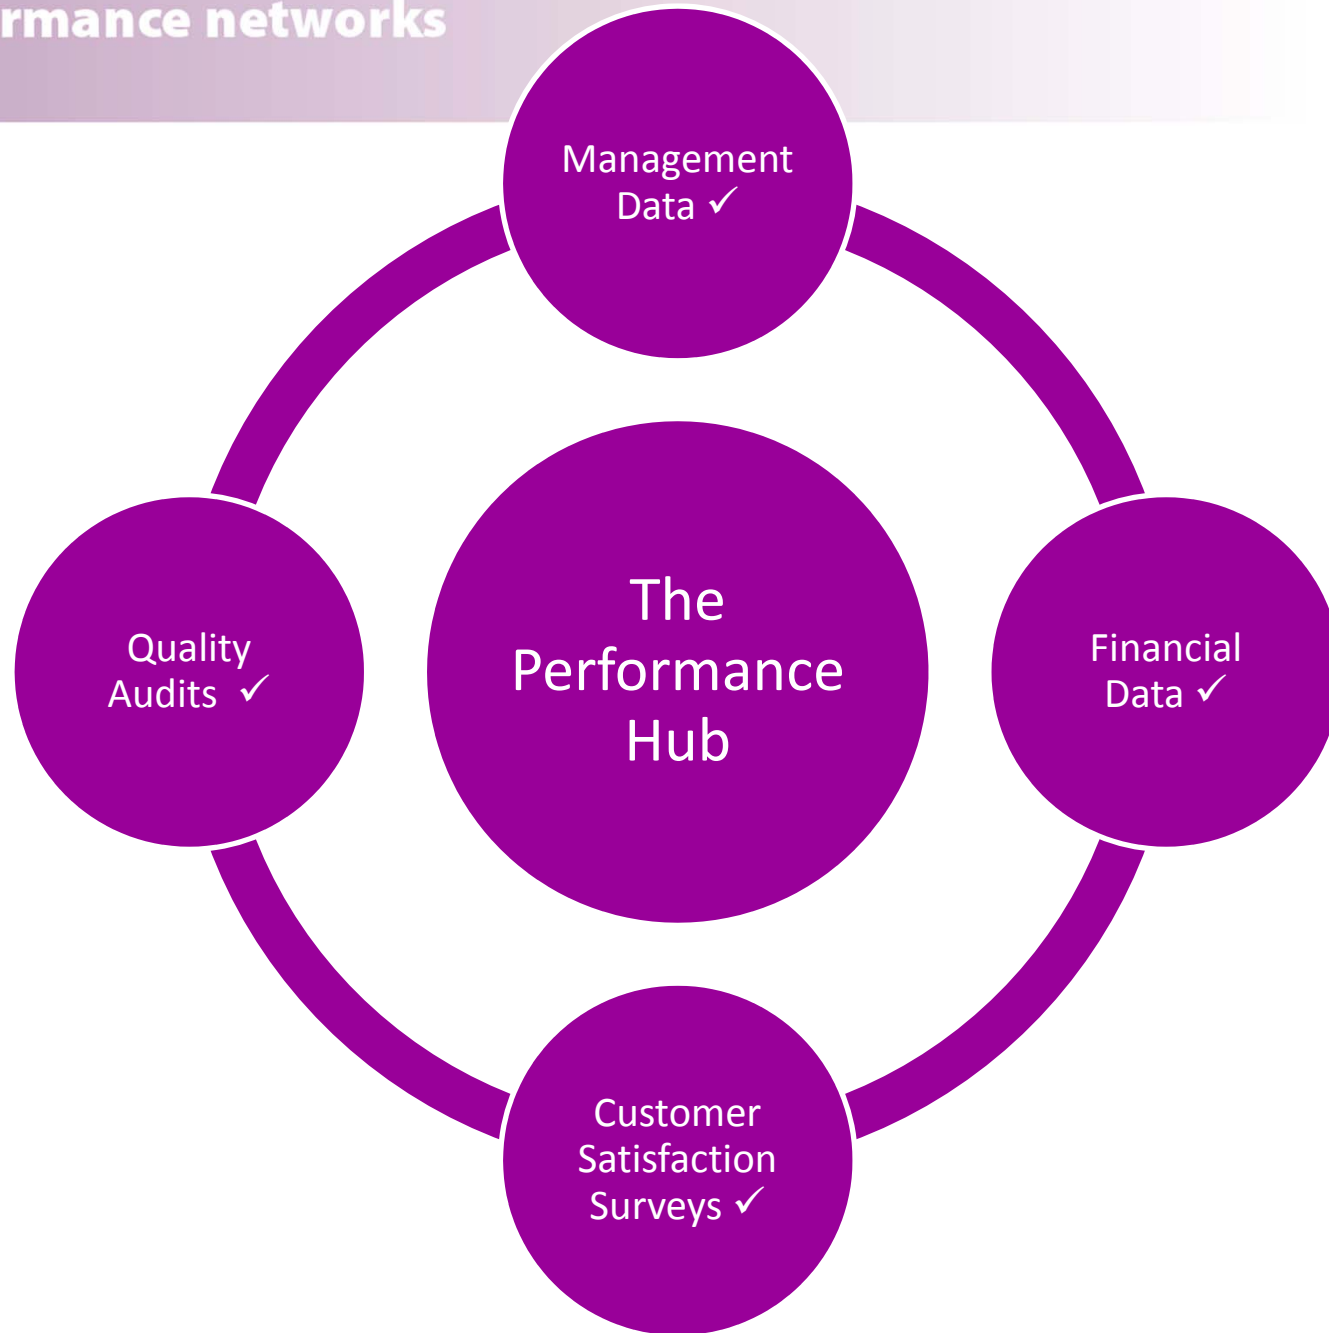 rmance networks
Management
Data ✓
The
Performance
Hub
Quality
Audits ✓
Financial
Data ✓
Customer
Satisfaction
Surveys ✓